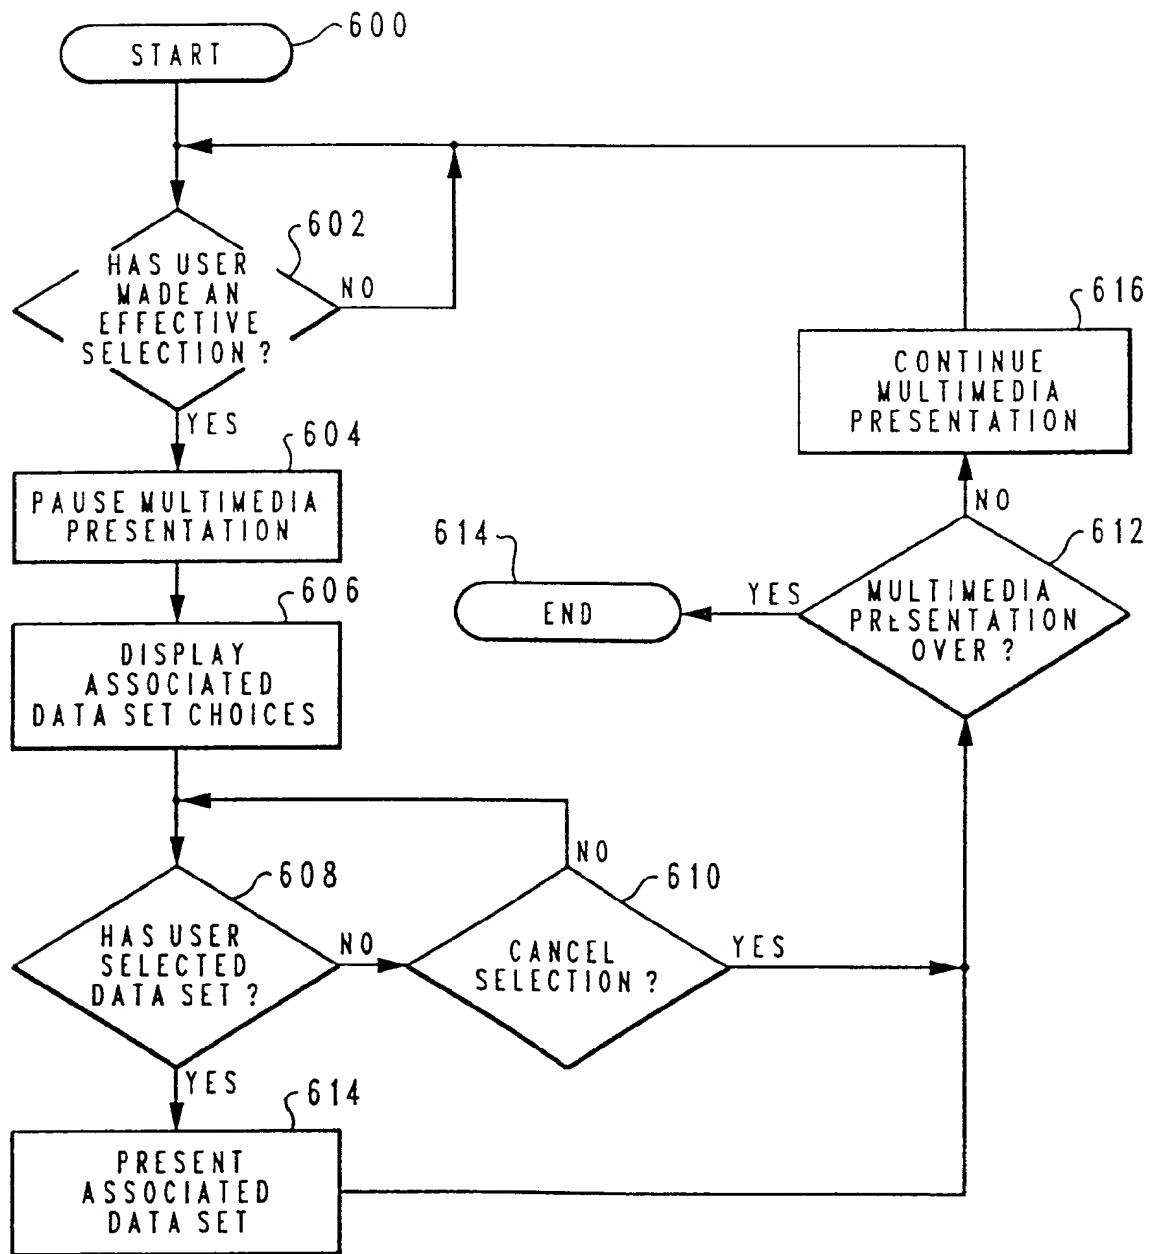 600
START
602
HAS USER
MADE AN
EFFECTIVE
SELECTION ?
NO
YES
604
PAUSE MULTIMEDIA
PRESENTATION
606
DISPLAY
ASSOCIATED
DATA SET CHOICES
608
HAS USER
SELECTED
DATA SET ?
NO
YES
610
CANCEL
SELECTION ?
NO
YES
614
PRESENT
ASSOCIATED
DATA SET
616
CONTINUE
MULTIMEDIA
PRESENTATION
NO
612
MULTIMEDIA
PRESENTATION
OVER ?
YES
614
END